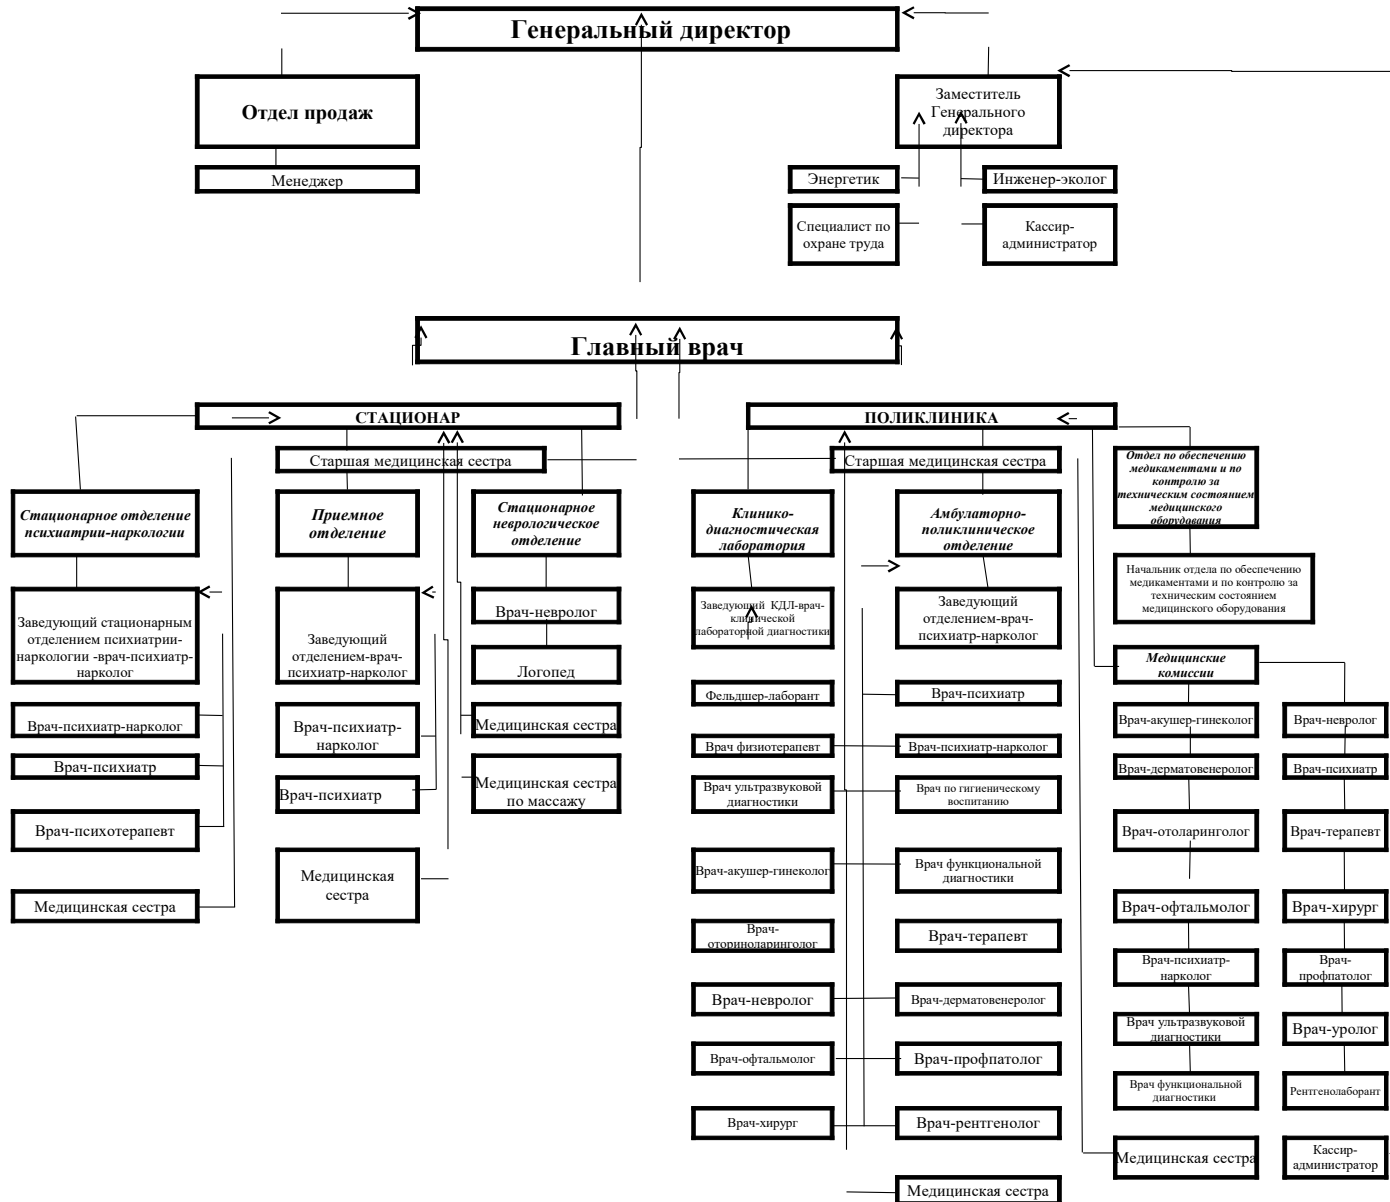 Генеральный директор
Отдел продаж
Заместитель
Генерального
директора
Менеджер
Энергетик
Инженер-эколог
Специалист по
охране труда
Кассир-
администратор
Главный врач
СТАЦИОНАР
ПОЛИКЛИНИКА
Старшая медицинская сестра
Старшая медицинская сестра
Отдел по обеспечению
медикаментами и по
контролю за
техническим состоянием
медицинского
оборудования
Стационарное отделение
психиатрии-наркологии
Приемное
отделение
Стационарное
неврологическое
отделение
Клинико-
диагностическая
лаборатория
Амбулаторно-
поликлиническое
отделение
Начальник отдела по обеспечению
медикаментами и по контролю за
техническим состоянием
медицинского оборудования
Заведующий стационарным
отделением психиатрии-
наркологии -врач-психиатр-
нарколог
Заведующий
отделением-врач-
психиатр-нарколог
Врач-невролог
Логопед
Заведующий КДЛ-врач-
клинической
лабораторной диагностики
Заведующий
отделением-врач-
психиатр-нарколог
Медицинские
комиссии
Врач-психиатр-нарколог
Врач-психиатр
Врач-психотерапевт
Медицинская сестра
Врач-психиатр-
нарколог
Врач-психиатр
Медицинская
сестра
Медицинская сестра
Медицинская сестра
по массажу
Фельдшер-лаборант
Врач физиотерапевт
Врач ультразвуковой
диагностики
Врач-акушер-гинеколог
Врач-
оториноларинголог
Врач-невролог
Врач-офтальмолог
Врач-хирург
Врач-психиатр
Врач-психиатр-нарколог
Врач по гигиеническому
воспитанию
Врач функциональной
диагностики
Врач-терапевт
Врач-дерматовенеролог
Врач-профпатолог
Врач-рентгенолог
Медицинская сестра
Врач-акушер-гинеколог
Врач-дерматовенеролог
Врач-отоларинголог
Врач-офтальмолог
Врач-психиатр-
нарколог
Врач ультразвуковой
диагностики
Врач функциональной
диагностики
Медицинская сестра
Врач-невролог
Врач-психиатр
Врач-терапевт
Врач-хирург
Врач-
профпатолог
Врач-уролог
Рентгенолаборант
Кассир-
администратор